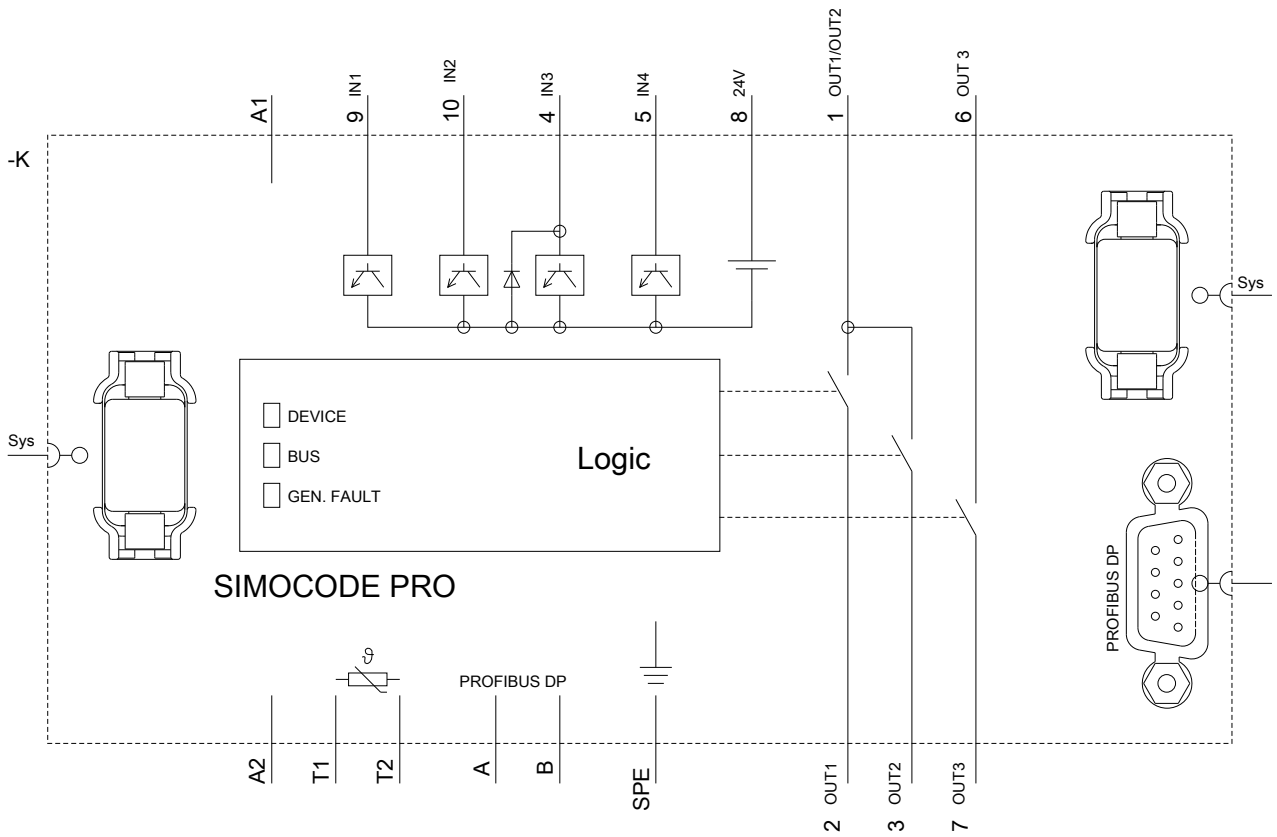 A1
9 IN1
10 IN2
4 IN3
5 IN4
8 24V
1 OUT1/OUT2
6 OUT 3
-K
Sys
Sys
DEVICE
BUS
GEN. FAULT
Logic
SIMOCODE PRO
PROFIBUS DP
ϑ
PROFIBUS DP
A2
T1
T2
A
B
SPE
2 OUT1
3 OUT2
7 OUT3